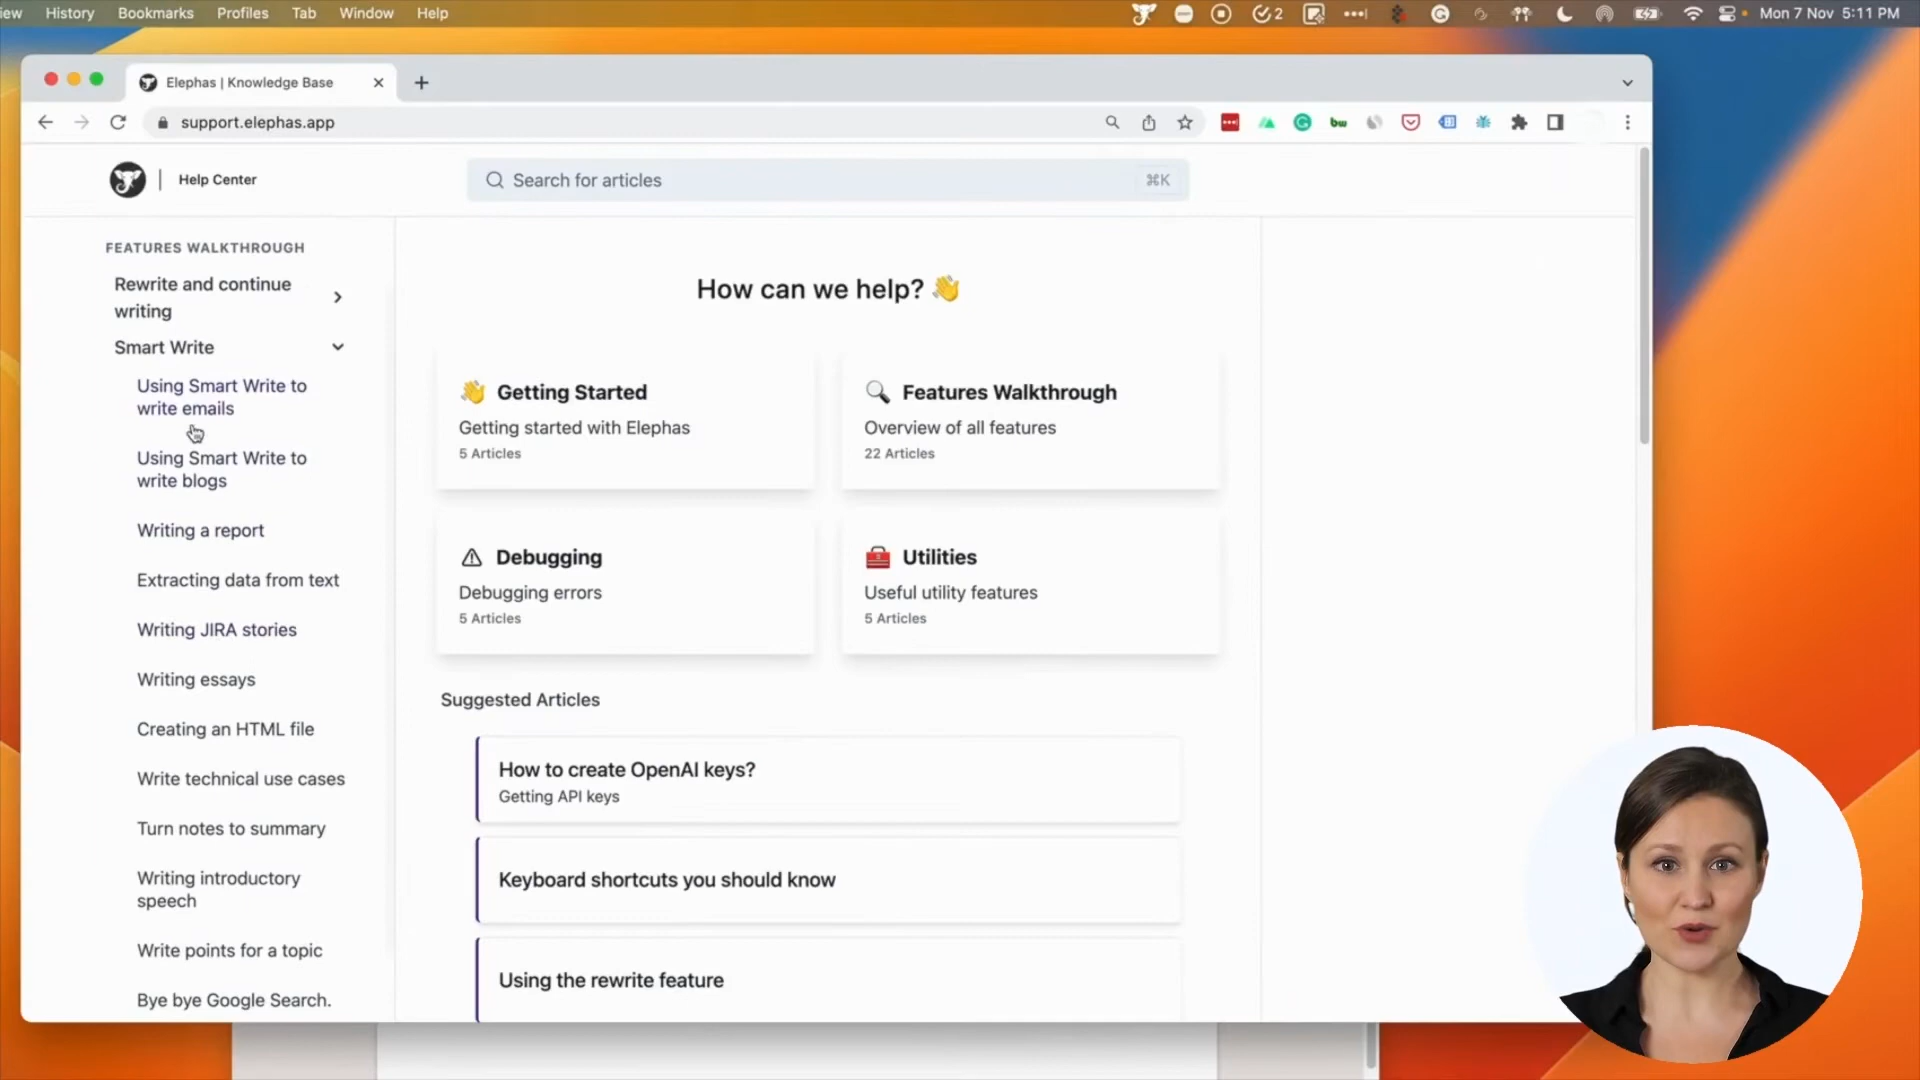 History Bookmarks Profiles Tab Window Help
2
Mon 7 Nov 5:11 PM
Elephas | Knowledge Base
support.elephas.app
bw
Help Center
Search for articles
⌘K
FEATURES WALKTHROUGH
Rewrite and continue
writing
Smart Write
Using Smart Write to
write emails
Using Smart Write to
write blogs
Writing a report
Extracting data from text
Writing JIRA stories
Writing essays
Creating an HTML file
Write technical use cases
Turn notes to summary
Writing introductory
speech
Write points for a topic
Bye bye Google Search.
How can we help? 👋
👋 Getting Started
Getting started with Elephas
5 Articles
🔍 Features Walkthrough
Overview of all features
22 Articles
⚠ Debugging
Debugging errors
5 Articles
🧰 Utilities
Useful utility features
5 Articles
Suggested Articles
How to create OpenAI keys?
Getting API keys
Keyboard shortcuts you should know
Using the rewrite feature